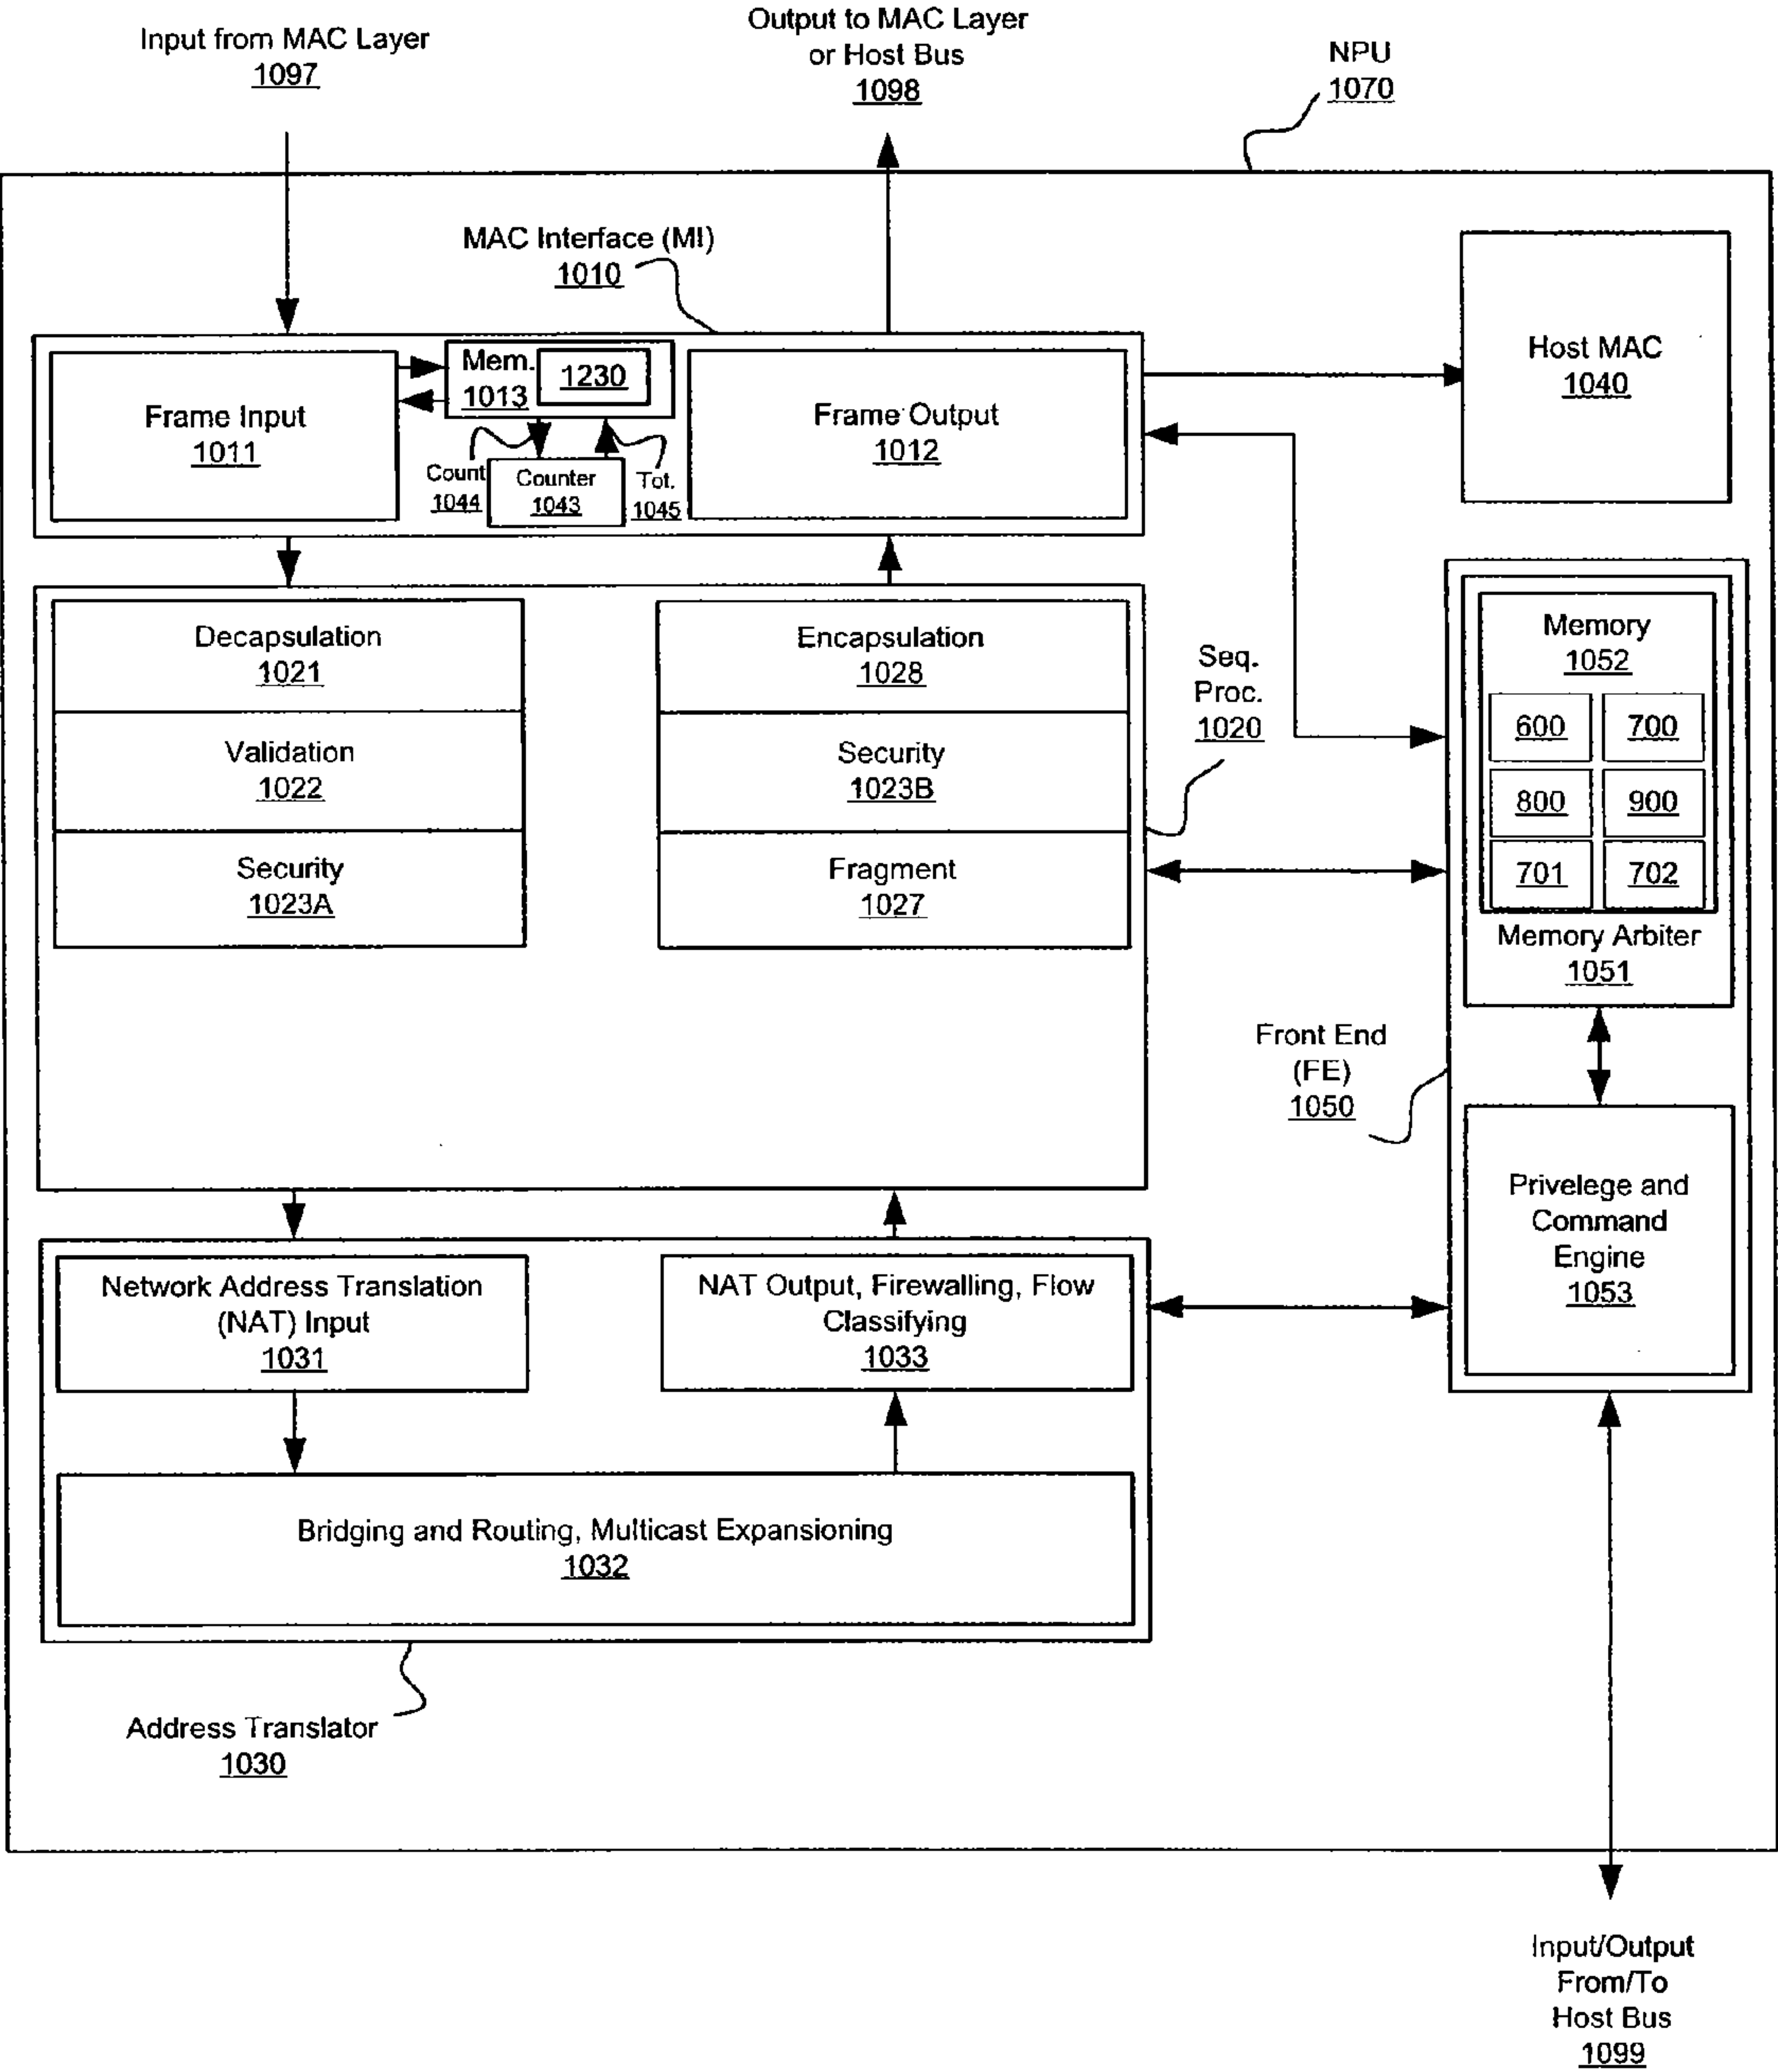 Input from MAC Layer
1097
Output to MAC Layer
or Host Bus
1098
NPU
1070
MAC Interface (MI)
1010
Frame Input
1011
Mem.
1013
1230
Count
1044
Counter
1043
Tot.
1045
Frame Output
1012
Host MAC
1040
Decapsulation
1021
Validation
1022
Security
1023A
Encapsulation
1028
Security
1023B
Fragment
1027
Seq.
Proc.
1020
Memory
1052
600
700
800
900
701
702
Memory Arbiter
1051
Front End
(FE)
1050
Privelege and
Command
Engine
1053
Network Address Translation
(NAT) Input
1031
NAT Output, Firewalling, Flow
Classifying
1033
Bridging and Routing, Multicast Expansioning
1032
Address Translator
1030
Input/Output
From/To
Host Bus
1099